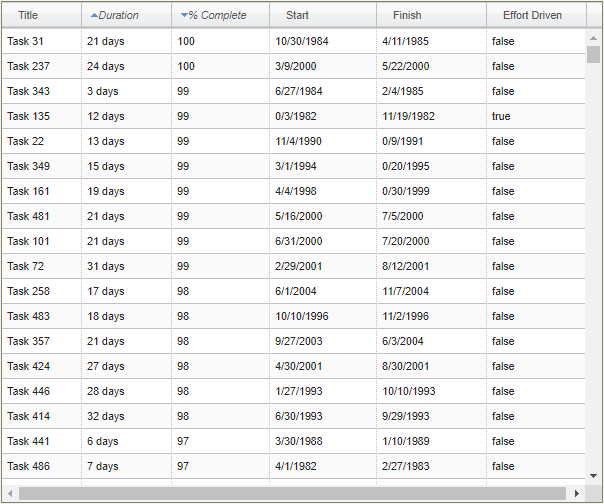 Title Duration % Complete Start Finish Effort Driven
Task 31 21 days 100 10/30/1984 4/11/1985 false
Task 237 24 days 100 3/9/2000 5/22/2000 false
Task 343 3 days 99 6/27/1984 2/4/1985 false
Task 135 12 days 99 0/3/1982 11/19/1982 true
Task 22 13 days 99 11/4/1990 0/9/1991 false
Task 349 15 days 99 3/1/1994 0/20/1995 false
Task 161 19 days 99 4/4/1998 0/30/1999 false
Task 481 21 days 99 5/16/2000 7/5/2000 false
Task 101 21 days 99 6/31/2000 7/20/2000 false
Task 72 31 days 99 2/29/2001 8/12/2001 false
Task 258 17 days 98 6/1/2004 11/7/2004 false
Task 483 18 days 98 10/10/1996 11/2/1996 false
Task 357 21 days 98 9/27/2003 6/3/2004 false
Task 424 27 days 98 4/30/2001 8/30/2001 false
Task 446 28 days 98 1/27/1993 10/10/1993 false
Task 414 32 days 98 6/30/1993 9/29/1993 false
Task 441 6 days 97 3/30/1988 1/10/1989 false
Task 486 7 days 97 4/1/1982 2/27/1983 false